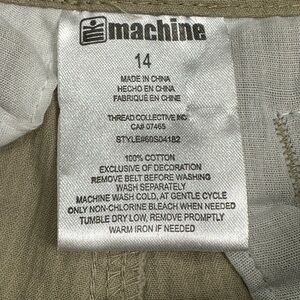 machine
14
MADE IN CHINA
HECHO EN CHINA
FABRIQUÉ EN CHINE
THREAD COLLECTIVE INC.
CA# 07465
STYLE#60S04182
100% COTTON
EXCLUSIVE OF DECORATION
REMOVE BELT BEFORE WASHING
WASH SEPARATELY
MACHINE WASH COLD, AT GENTLE CYCLE
ONLY NON-CHLORINE BLEACH WHEN NEEDED
TUMBLE DRY LOW, REMOVE PROMPTLY
WARM IRON IF NEEDED